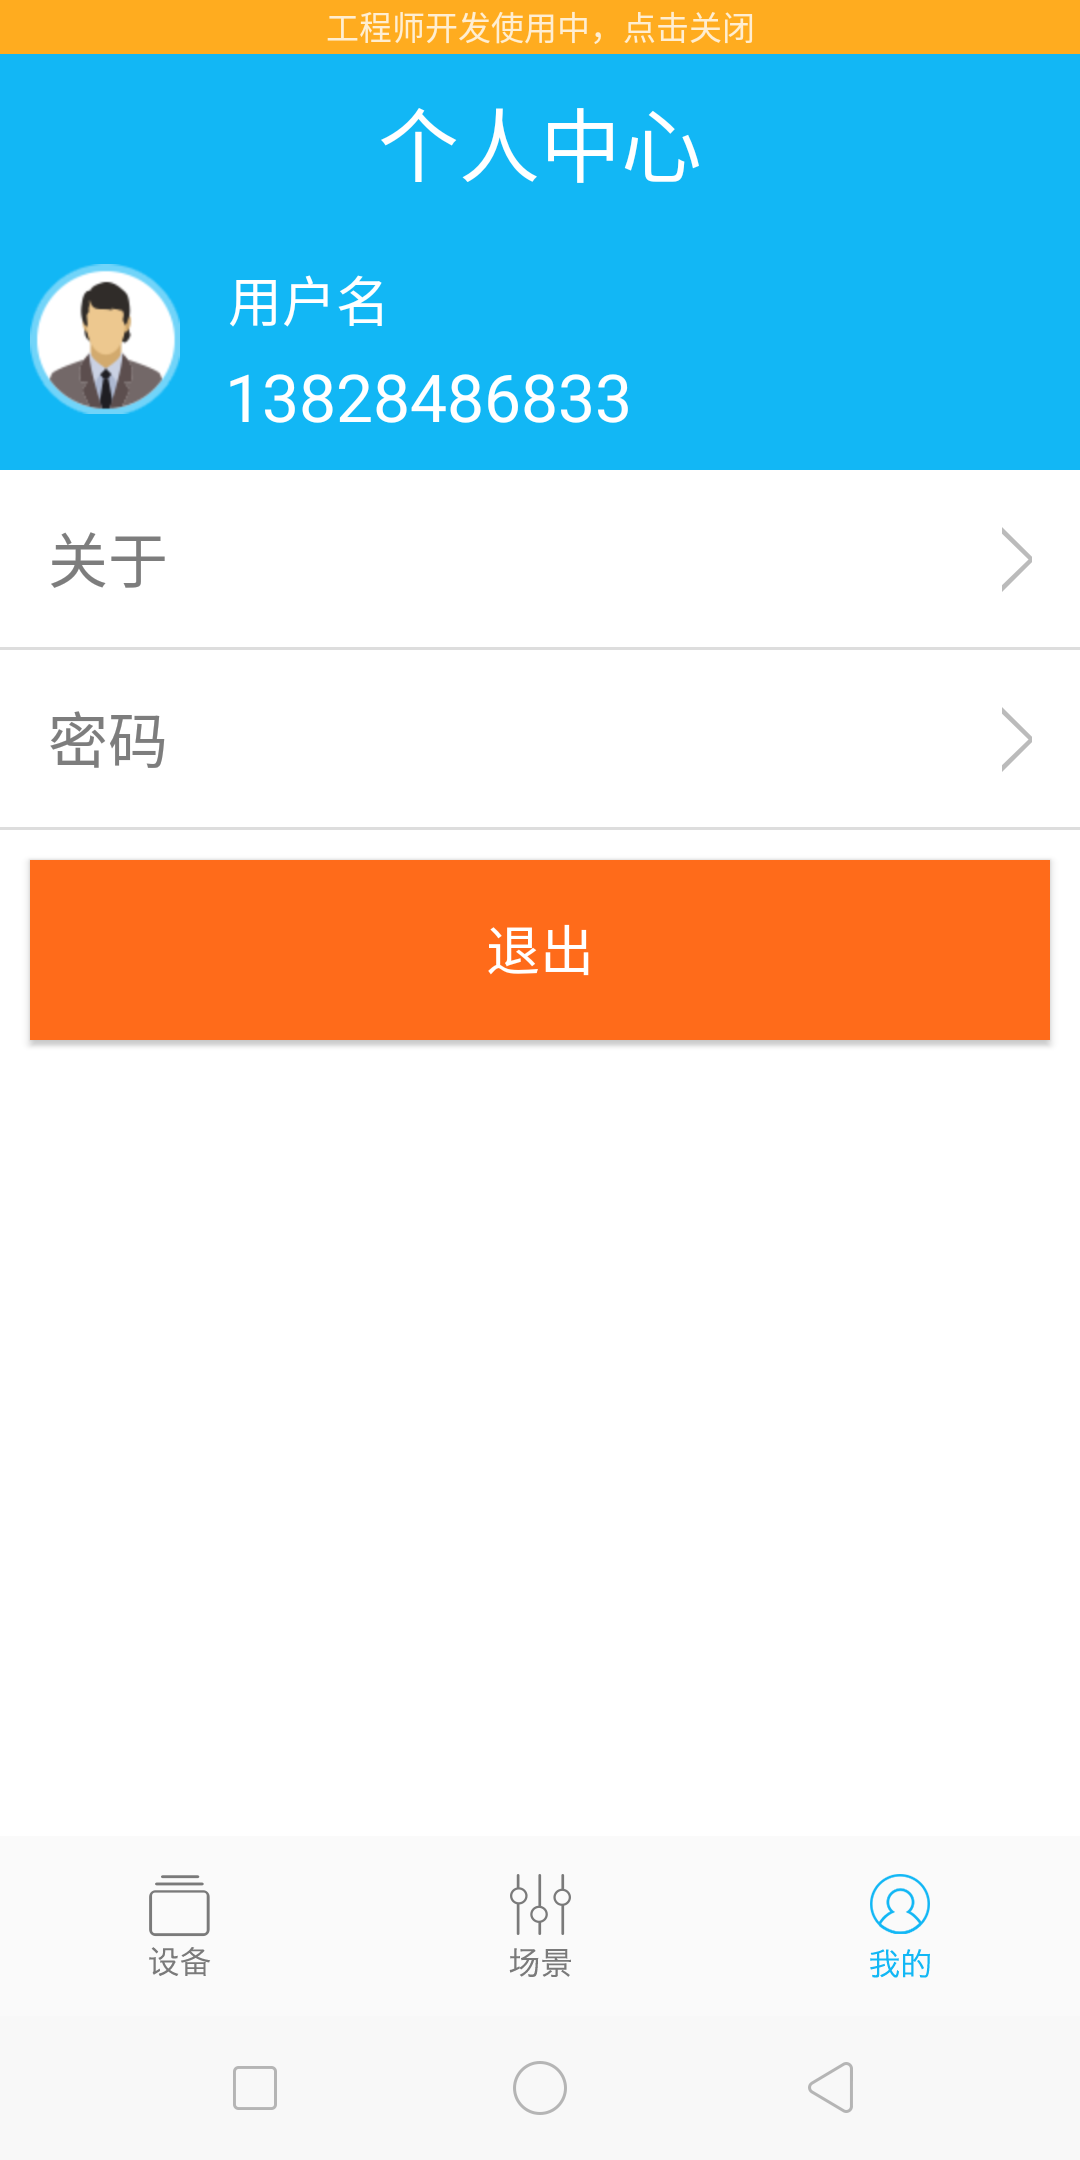 工程师开发使用中，点击关闭
个人中心
用户名
13828486833
关于
密码
退出
设备
场景
我的